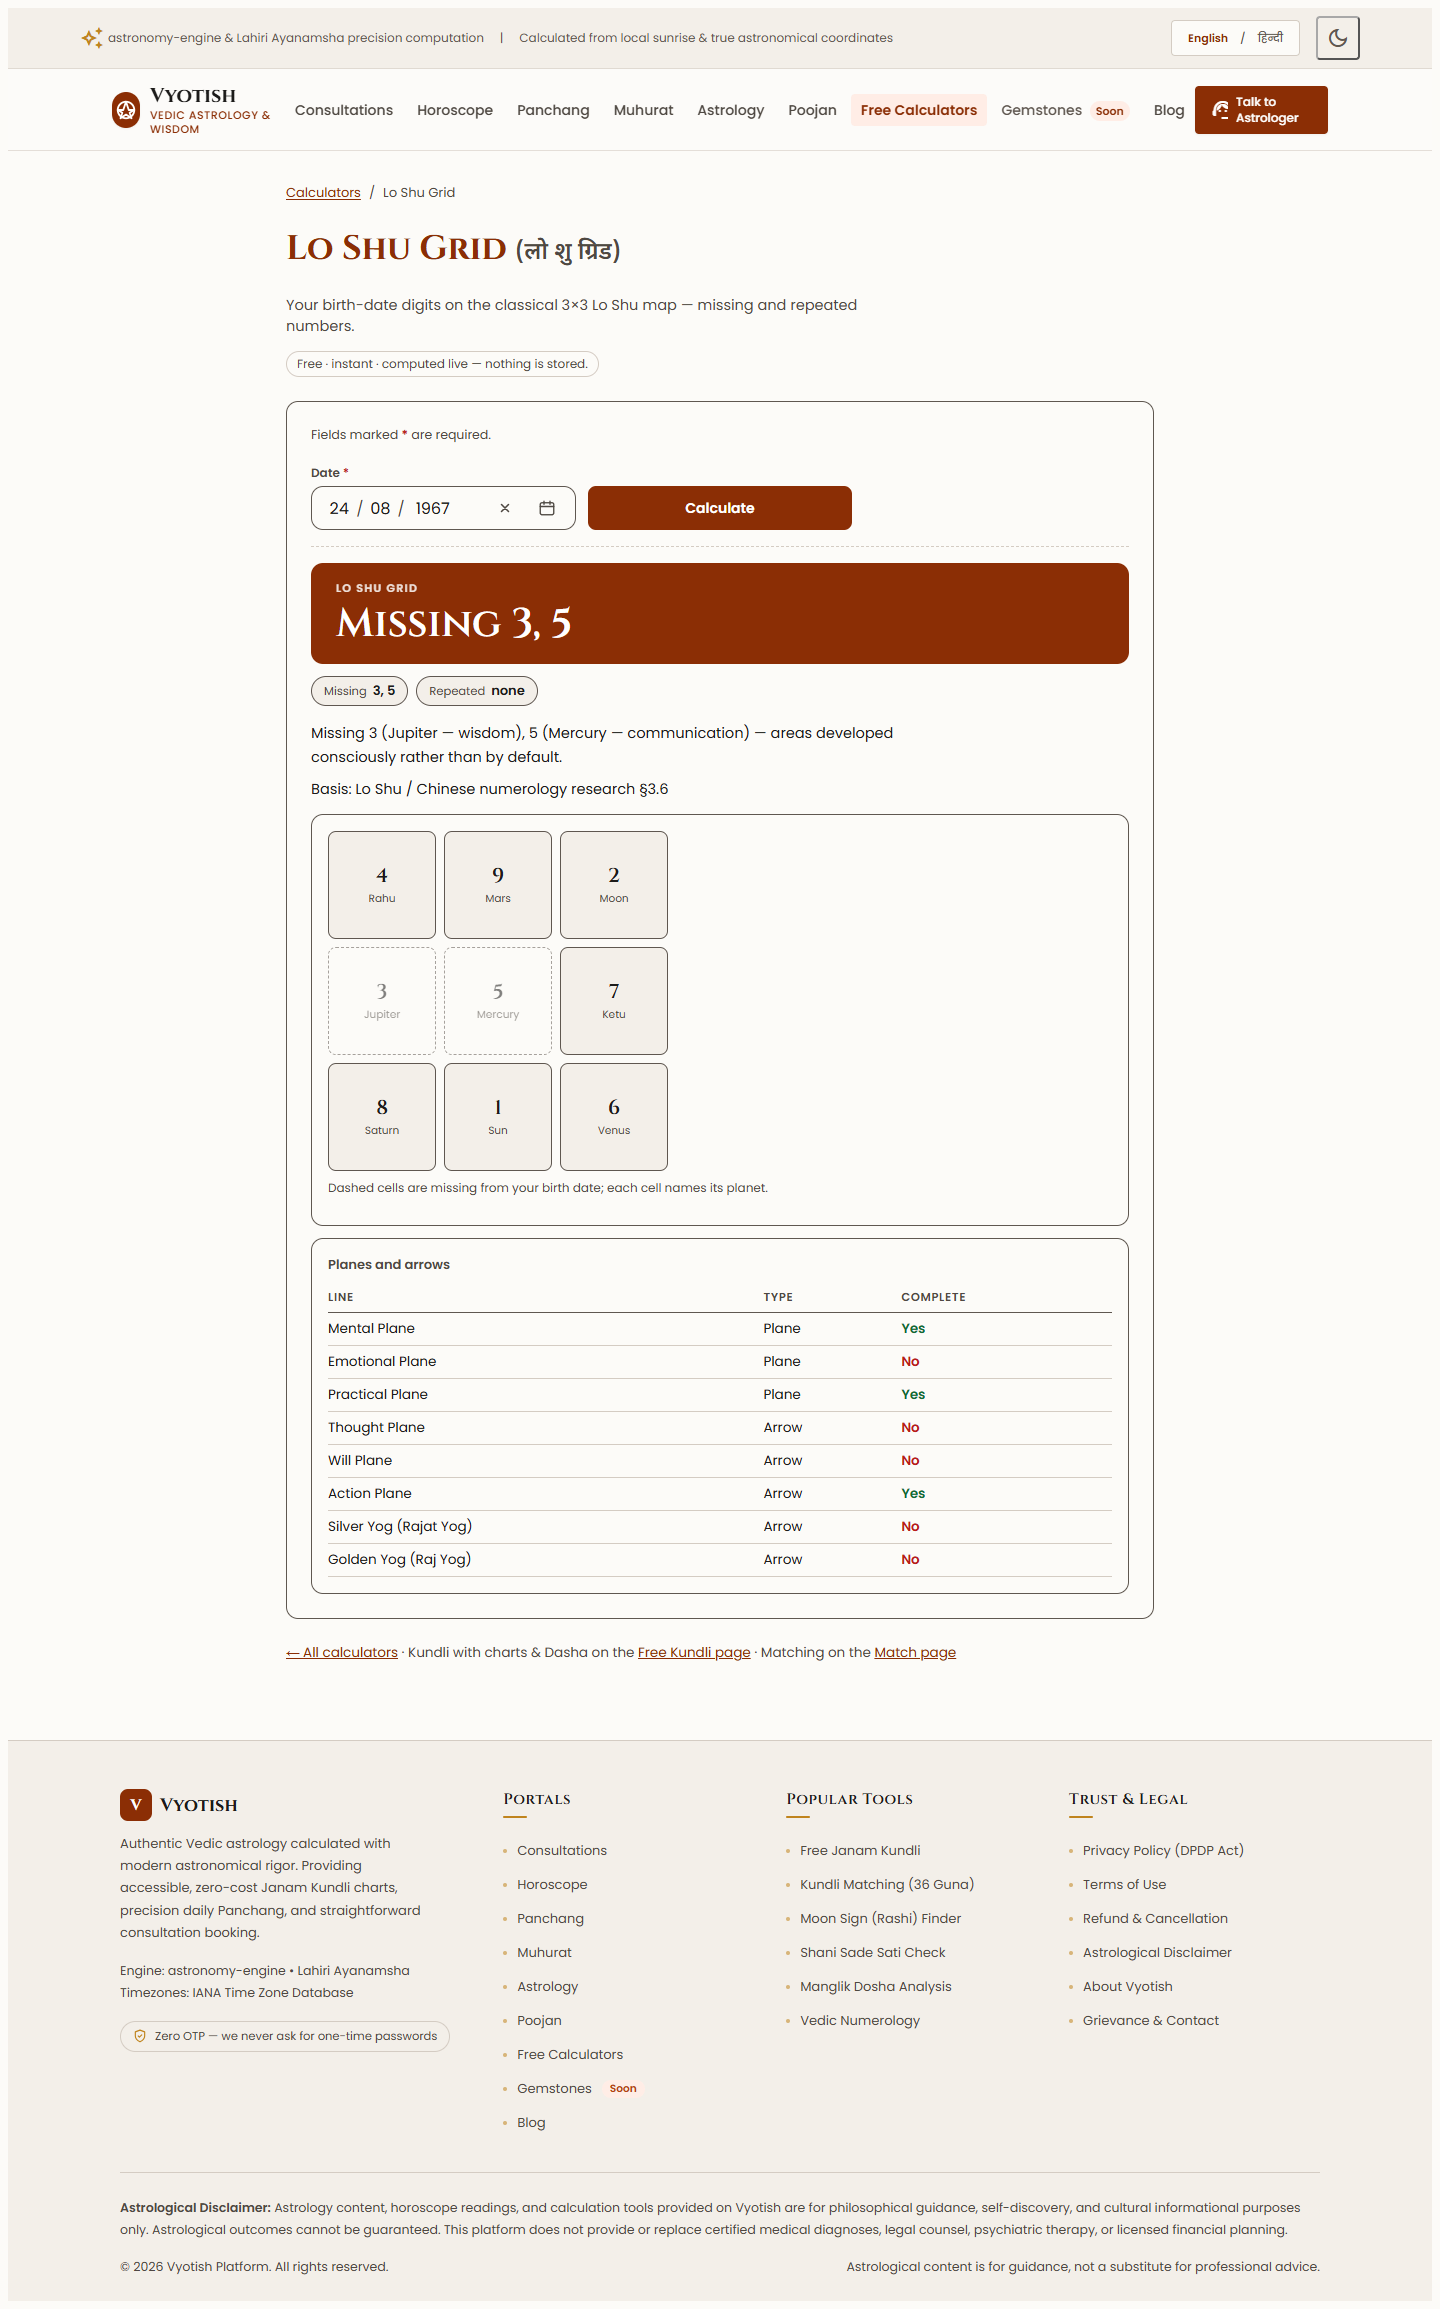 astronomy-engine & Lahiri Ayanamsha precision computation | Calculated from local sunrise & true astronomical coordinates
English / हिन्दी
Vyotish
VEDIC ASTROLOGY &
WISDOM
Consultations Horoscope Panchang Muhurat Astrology Poojan Free Calculators Gemstones Soon Blog
Talk to
Astrologer
Calculators / Lo Shu Grid
Lo Shu Grid (लो शु ग्रिड)
Your birth-date digits on the classical 3×3 Lo Shu map — missing and repeated
numbers.
Free · instant · computed live — nothing is stored.
Fields marked * are required.
Date *
24 / 08 / 1967
Calculate
LO SHU GRID
Missing 3, 5
Missing 3, 5 Repeated none
Missing 3 (Jupiter — wisdom), 5 (Mercury — communication) — areas developed
consciously rather than by default.
Basis: Lo Shu / Chinese numerology research §3.6
4 9 2
Rahu Mars Moon
3 5 7
Jupiter Mercury Ketu
8 1 6
Saturn Sun Venus
Dashed cells are missing from your birth date; each cell names its planet.
Planes and arrows
LINE TYPE COMPLETE
Mental Plane Plane Yes
Emotional Plane Plane No
Practical Plane Plane Yes
Thought Plane Arrow No
Will Plane Arrow No
Action Plane Arrow Yes
Silver Yog (Rajat Yog) Arrow No
Golden Yog (Raj Yog) Arrow No
← All calculators · Kundli with charts & Dasha on the Free Kundli page · Matching on the Match page
V Vyotish
Authentic Vedic astrology calculated with
modern astronomical rigor. Providing
accessible, zero-cost Janam Kundli charts,
precision daily Panchang, and straightforward
consultation booking.
Engine: astronomy-engine • Lahiri Ayanamsha
Timezones: IANA Time Zone Database
Zero OTP — we never ask for one-time passwords
Portals
Consultations
Horoscope
Panchang
Muhurat
Astrology
Poojan
Free Calculators
Gemstones Soon
Blog
Popular Tools
Free Janam Kundli
Kundli Matching (36 Guna)
Moon Sign (Rashi) Finder
Shani Sade Sati Check
Manglik Dosha Analysis
Vedic Numerology
Trust & Legal
Privacy Policy (DPDP Act)
Terms of Use
Refund & Cancellation
Astrological Disclaimer
About Vyotish
Grievance & Contact
Astrological Disclaimer: Astrology content, horoscope readings, and calculation tools provided on Vyotish are for philosophical guidance, self-discovery, and cultural informational purposes
only. Astrological outcomes cannot be guaranteed. This platform does not provide or replace certified medical diagnoses, legal counsel, psychiatric therapy, or licensed financial planning.
© 2026 Vyotish Platform. All rights reserved.
Astrological content is for guidance, not a substitute for professional advice.